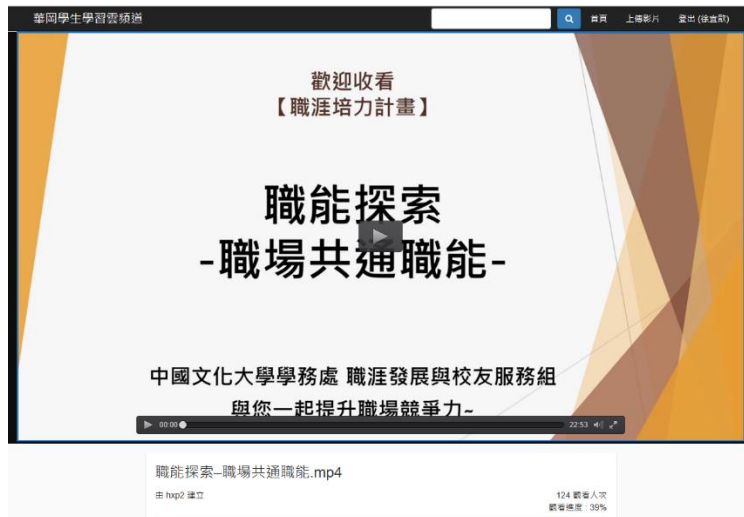 華岡學生學習雲頻道
首頁 上傳影片 登出 (徐宜歆)
歡迎收看
【職涯培力計畫】
職能探索
-職場共通職能-
中國文化大學學務處 職涯發展與校友服務組
與您一起提升職場競爭力~
00:00 22:53
職能探索–職場共通職能.mp4
由 hxp2 建立
124 觀看人次
觀看進度 : 39%